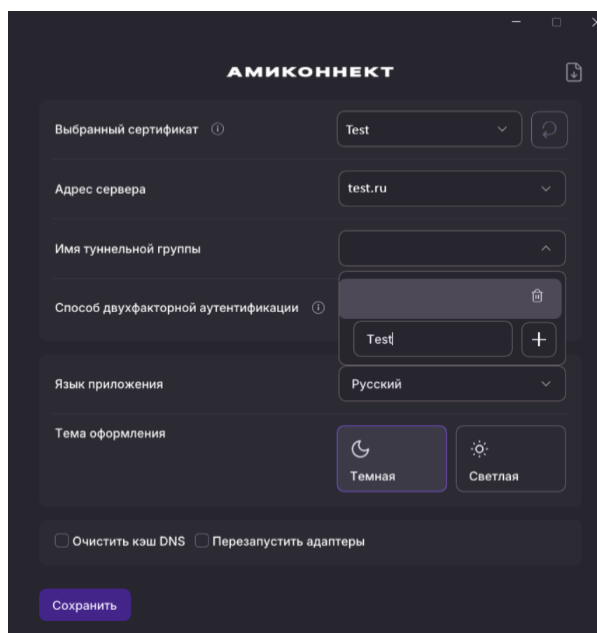 АМИКОННЕКТ
Выбранный сертификат
Test
Адрес сервера
test.ru
Имя туннельной группы
Способ двухфакторной аутентификации
Test
Язык приложения
Русский
Тема оформления
Темная
Светлая
Очистить кэш DNS
Перезапустить адаптеры
Сохранить